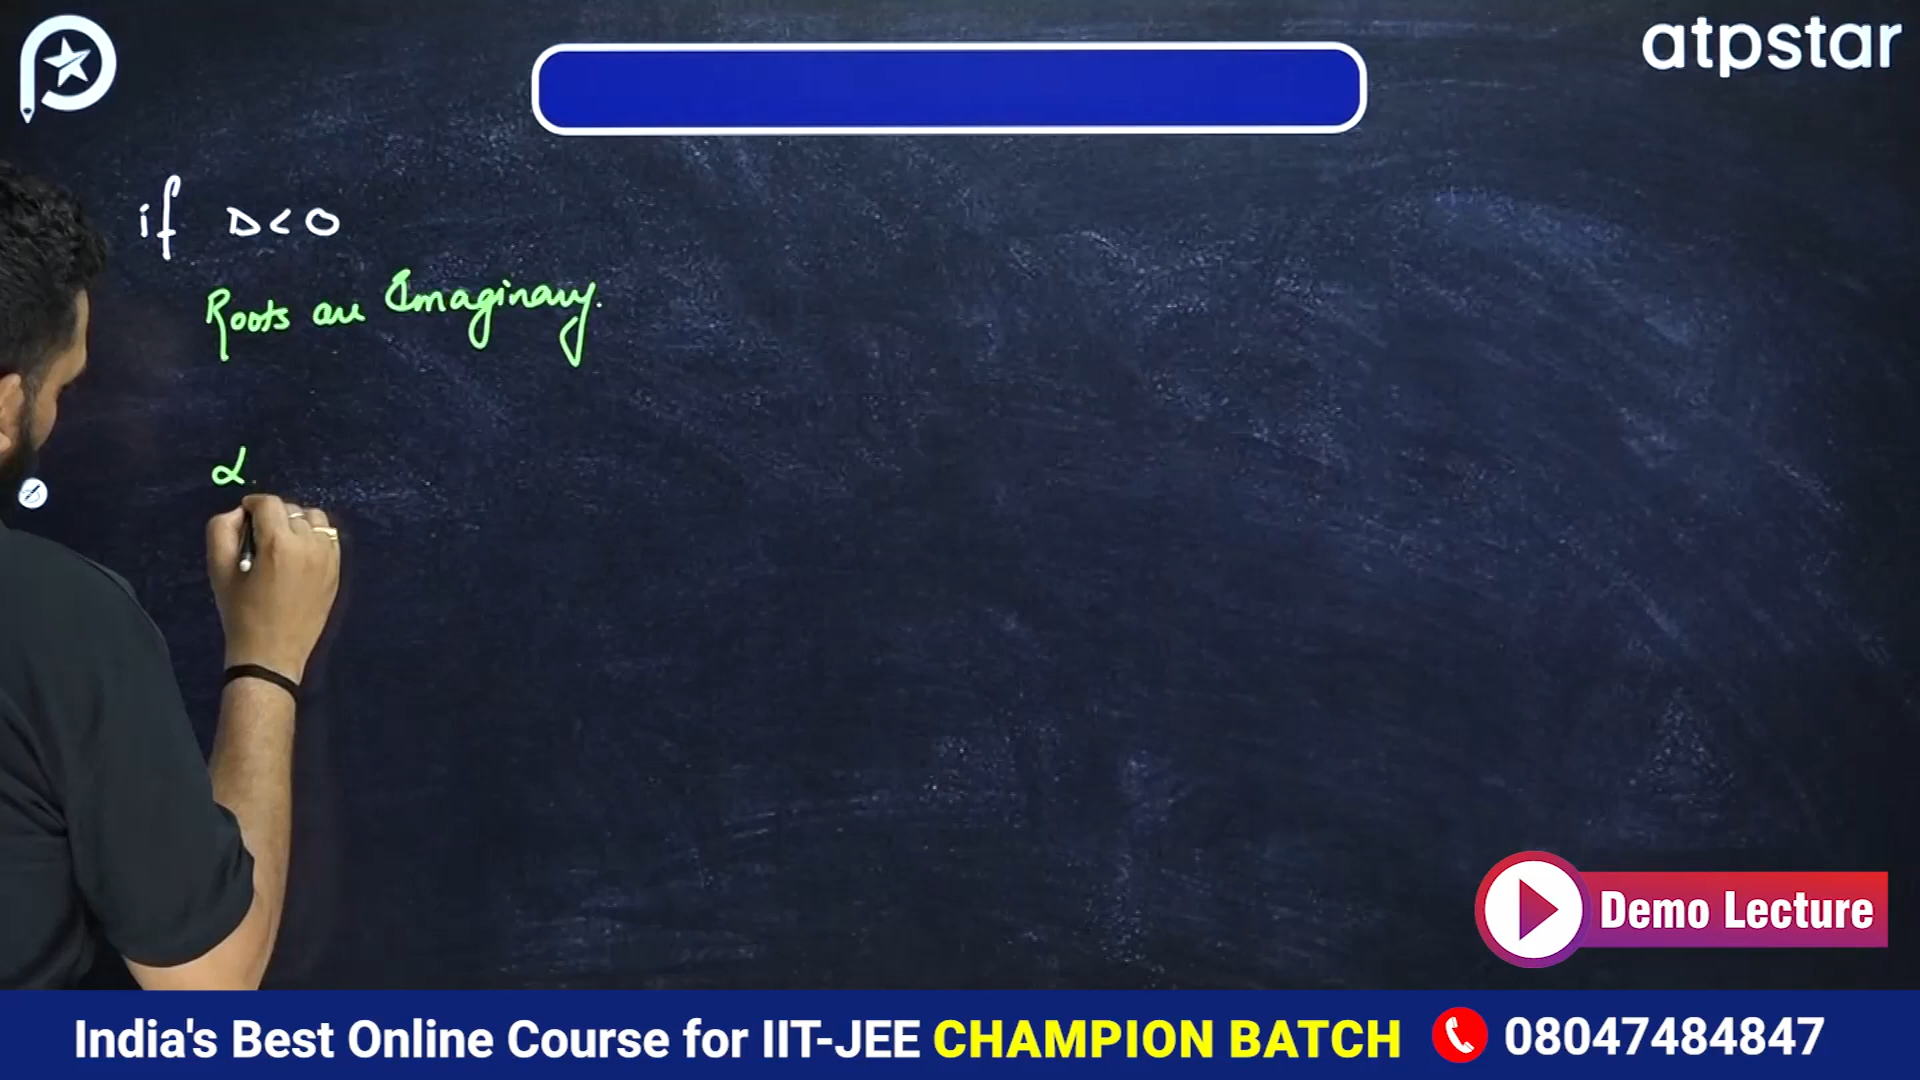 atpstar
if D<0
Roots are Imaginary.
α
Demo Lecture
India's Best Online Course for IIT-JEE CHAMPION BATCH 08047484847